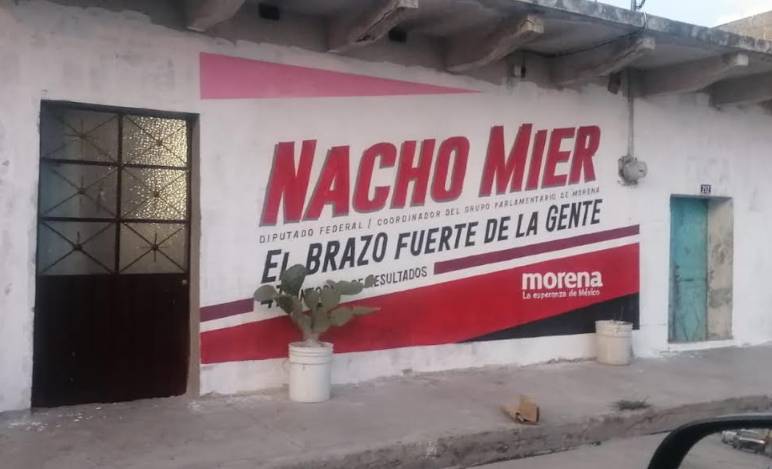 NACHO MIER
DIPUTADO FEDERAL / COORDINADOR DEL GRUPO PARLAMENTARIO DE MORENA
EL BRAZO FUERTE DE LA GENTE
RESULTADOS
morena
La esperanza de México
212